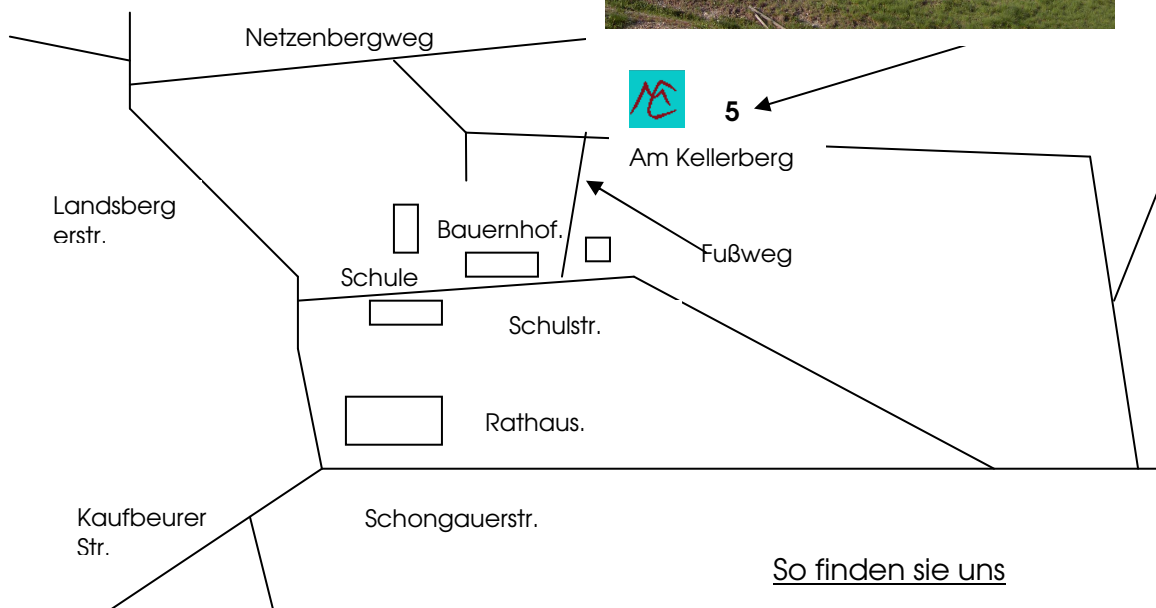 Netzenbergweg
5
Am Kellerberg
Landsberg
erstr.
Bauernhof.
Fußweg
Schule
Schulstr.
Rathaus.
Kaufbeurer
Str.
Schongauerstr.
So finden sie uns